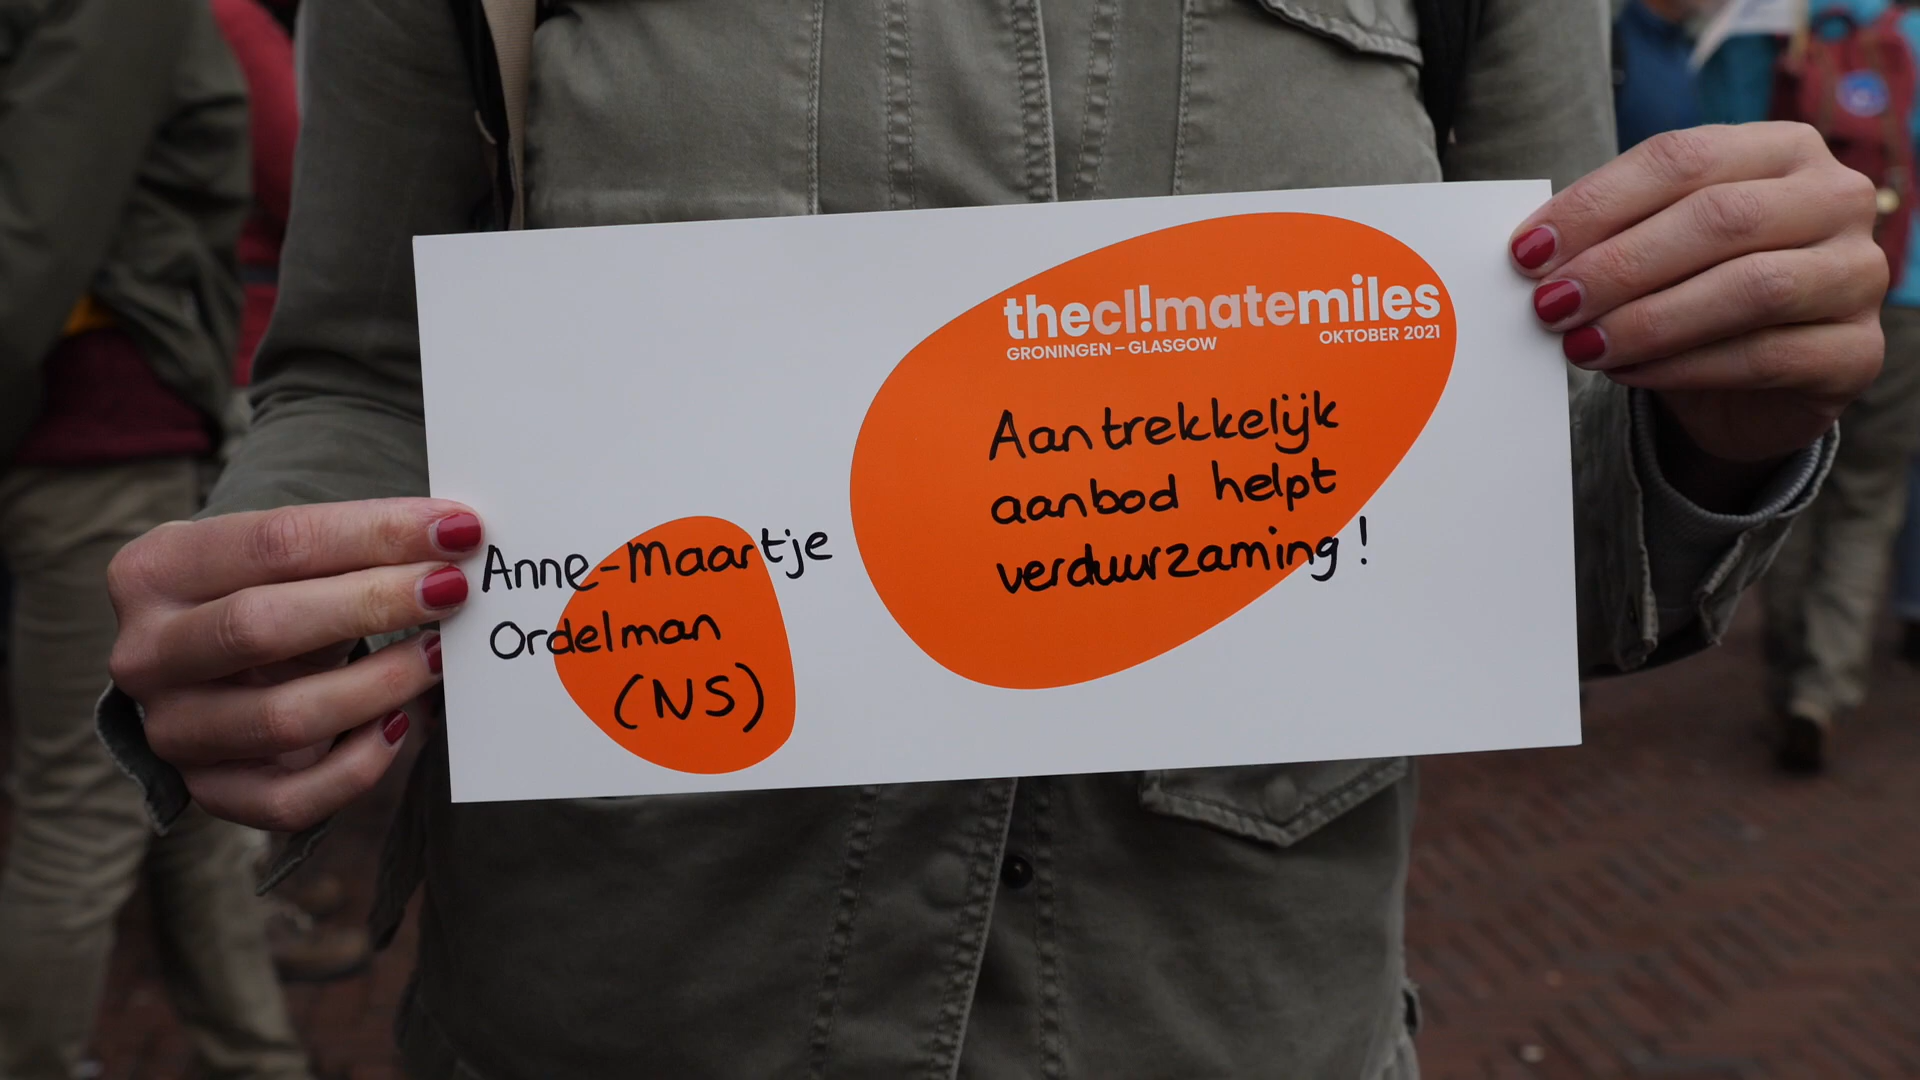 thecl!matemiles
GRONINGEN – GLASGOW
OKTOBER 2021
Aantrekkelijk
aanbod helpt
verduurzaming!
Anne-Maartje
Ordelman
(NS)